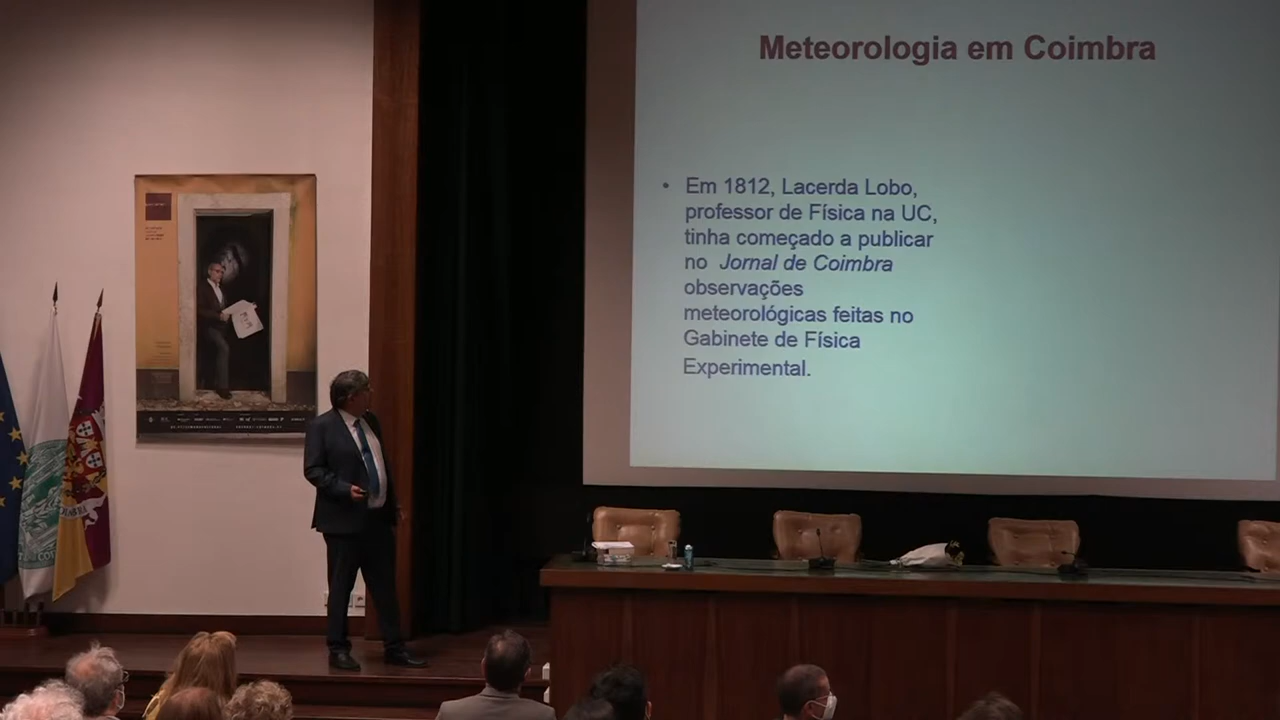 Meteorologia em Coimbra
• Em 1812, Lacerda Lobo,
professor de Física na UC,
tinha começado a publicar
no Jornal de Coimbra
observações
meteorológicas feitas no
Gabinete de Física
Experimental.